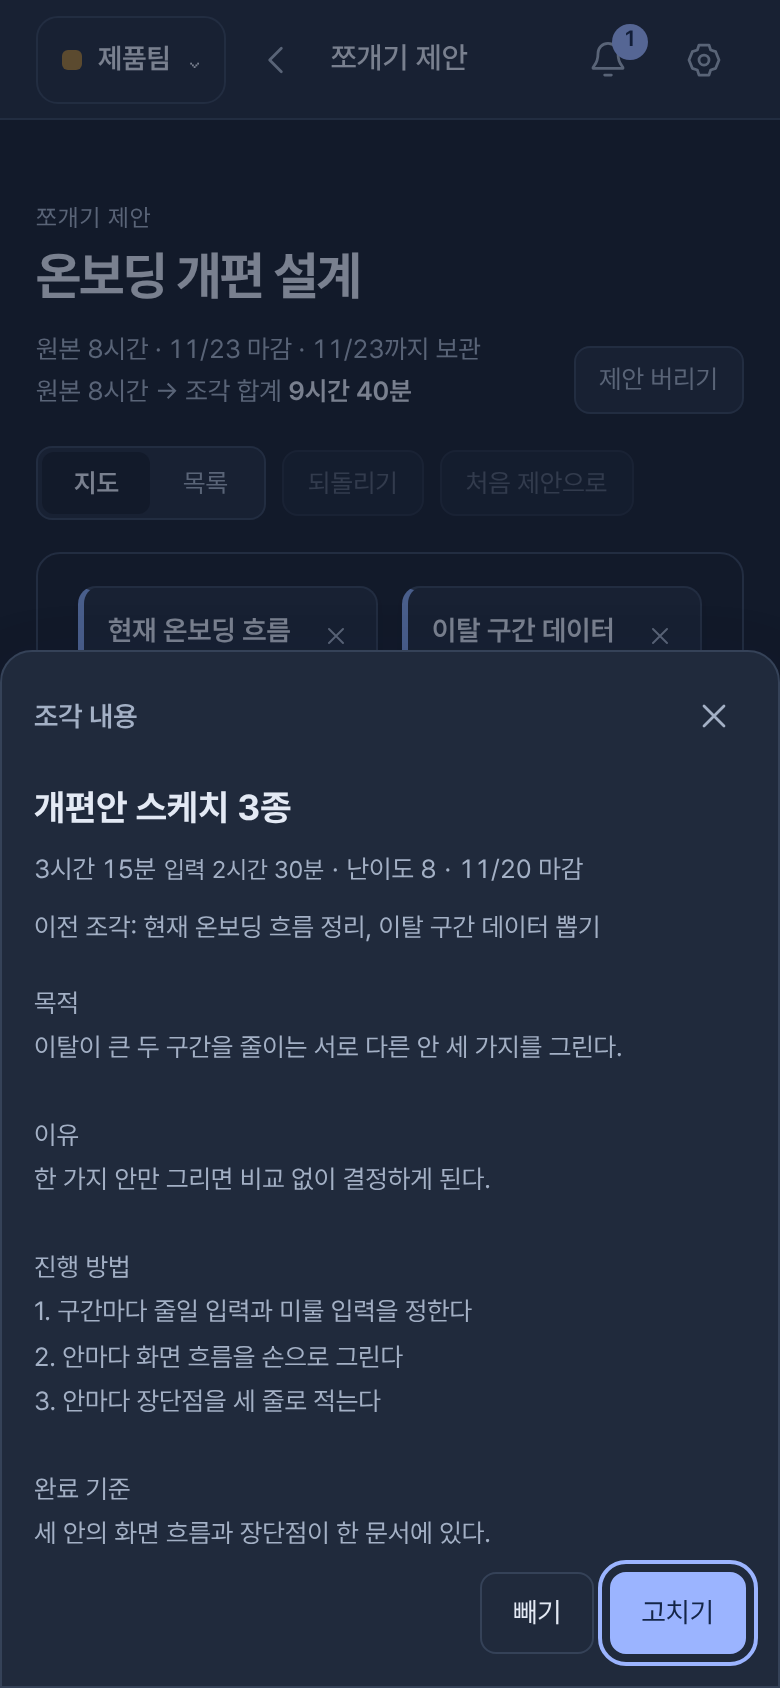 제품팀
쪼개기 제안
1
쪼개기 제안
온보딩 개편 설계
원본 8시간 · 11/23 마감 · 11/23까지 보관
원본 8시간 → 조각 합계 9시간 40분
제안 버리기
지도
목록
되돌리기
처음 제안으로
현재 온보딩 흐름
이탈 구간 데이터
조각 내용
개편안 스케치 3종
3시간 15분 입력 2시간 30분 · 난이도 8 · 11/20 마감
이전 조각: 현재 온보딩 흐름 정리, 이탈 구간 데이터 뽑기
목적
이탈이 큰 두 구간을 줄이는 서로 다른 안 세 가지를 그린다.
이유
한 가지 안만 그리면 비교 없이 결정하게 된다.
진행 방법
1. 구간마다 줄일 입력과 미룰 입력을 정한다
2. 안마다 화면 흐름을 손으로 그린다
3. 안마다 장단점을 세 줄로 적는다
완료 기준
세 안의 화면 흐름과 장단점이 한 문서에 있다.
빼기
고치기